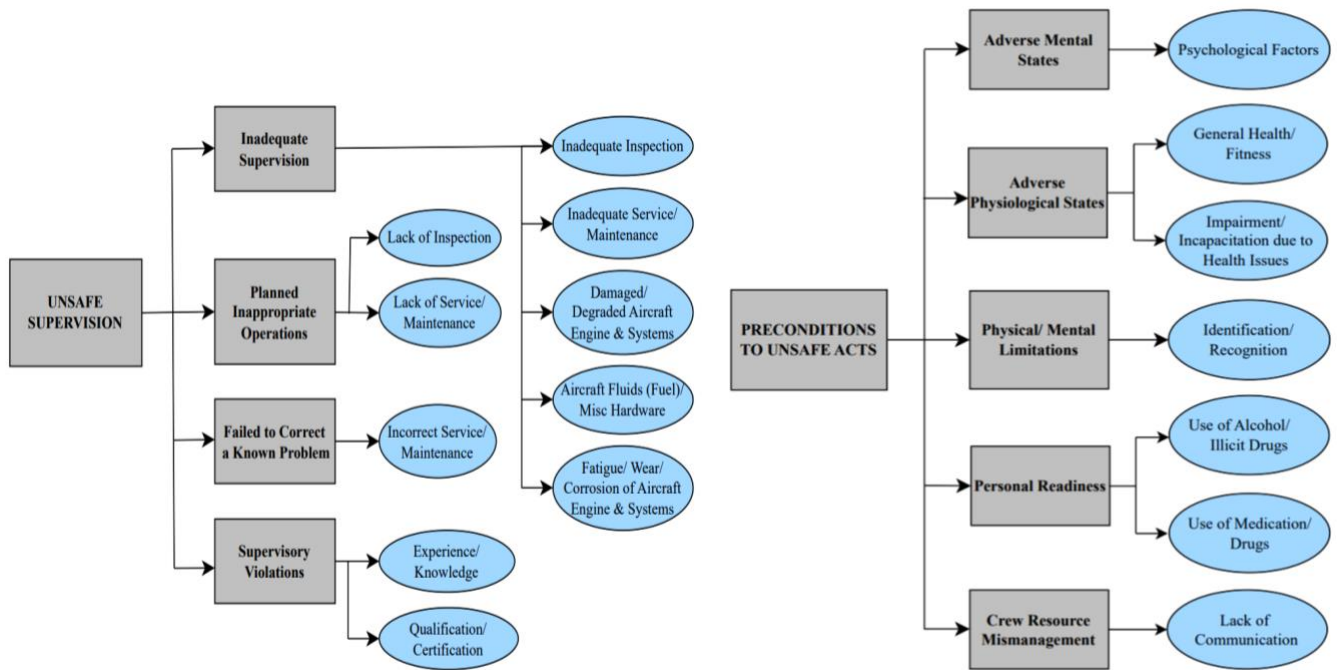 UNSAFE
SUPERVISION
Inadequate
Supervision
Planned
Inappropriate
Operations
Failed to Correct
a Known Problem
Supervisory
Violations
Lack of Inspection
Lack of Service/
Maintenance
Incorrect Service/
Maintenance
Experience/
Knowledge
Qualification/
Certification
Inadequate Inspection
Inadequate Service/
Maintenance
Damaged/
Degraded Aircraft
Engine & Systems
Aircraft Fluids (Fuel)/
Misc Hardware
Fatigue/ Wear/
Corrosion of Aircraft
Engine & Systems
PRECONDITIONS
TO UNSAFE ACTS
Adverse Mental
States
Adverse
Physiological States
Physical/ Mental
Limitations
Personal Readiness
Crew Resource
Mismanagement
Psychological Factors
General Health/
Fitness
Impairment/
Incapacitation due to
Health Issues
Identification/
Recognition
Use of Alcohol/
Illicit Drugs
Use of Medication/
Drugs
Lack of
Communication